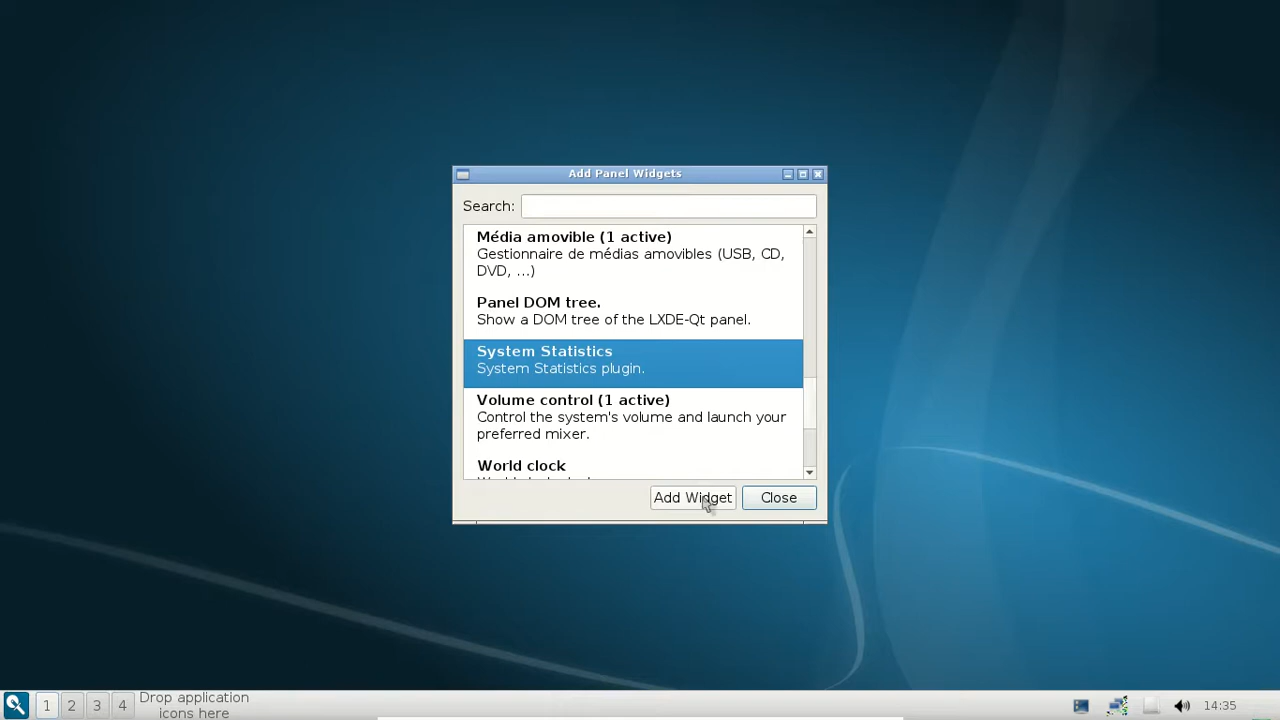 Add Panel Widgets
Search:
Média amovible (1 active)
Gestionnaire de médias amovibles (USB, CD,
DVD, ...)
Panel DOM tree.
Show a DOM tree of the LXDE-Qt panel.
System Statistics
System Statistics plugin.
Volume control (1 active)
Control the system's volume and launch your
preferred mixer.
World clock
Add Widget
Close
1
2
3
4
Drop application
icons here
14:35